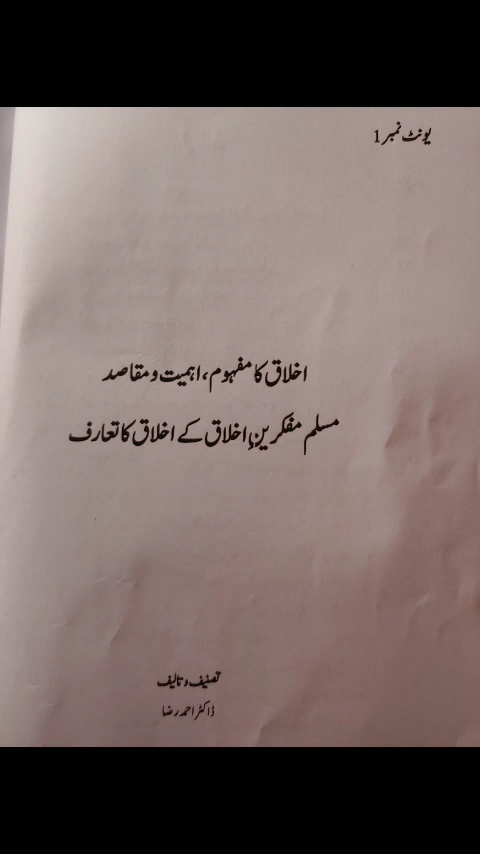 یونٹ نمبر 1
اخلاق کا مفہوم، اہمیت و مقاصد
مسلم مفکرینِ اخلاق کے اخلاق کا تعارف
تصنیف و تالیف
ڈاکٹر احمد رضا